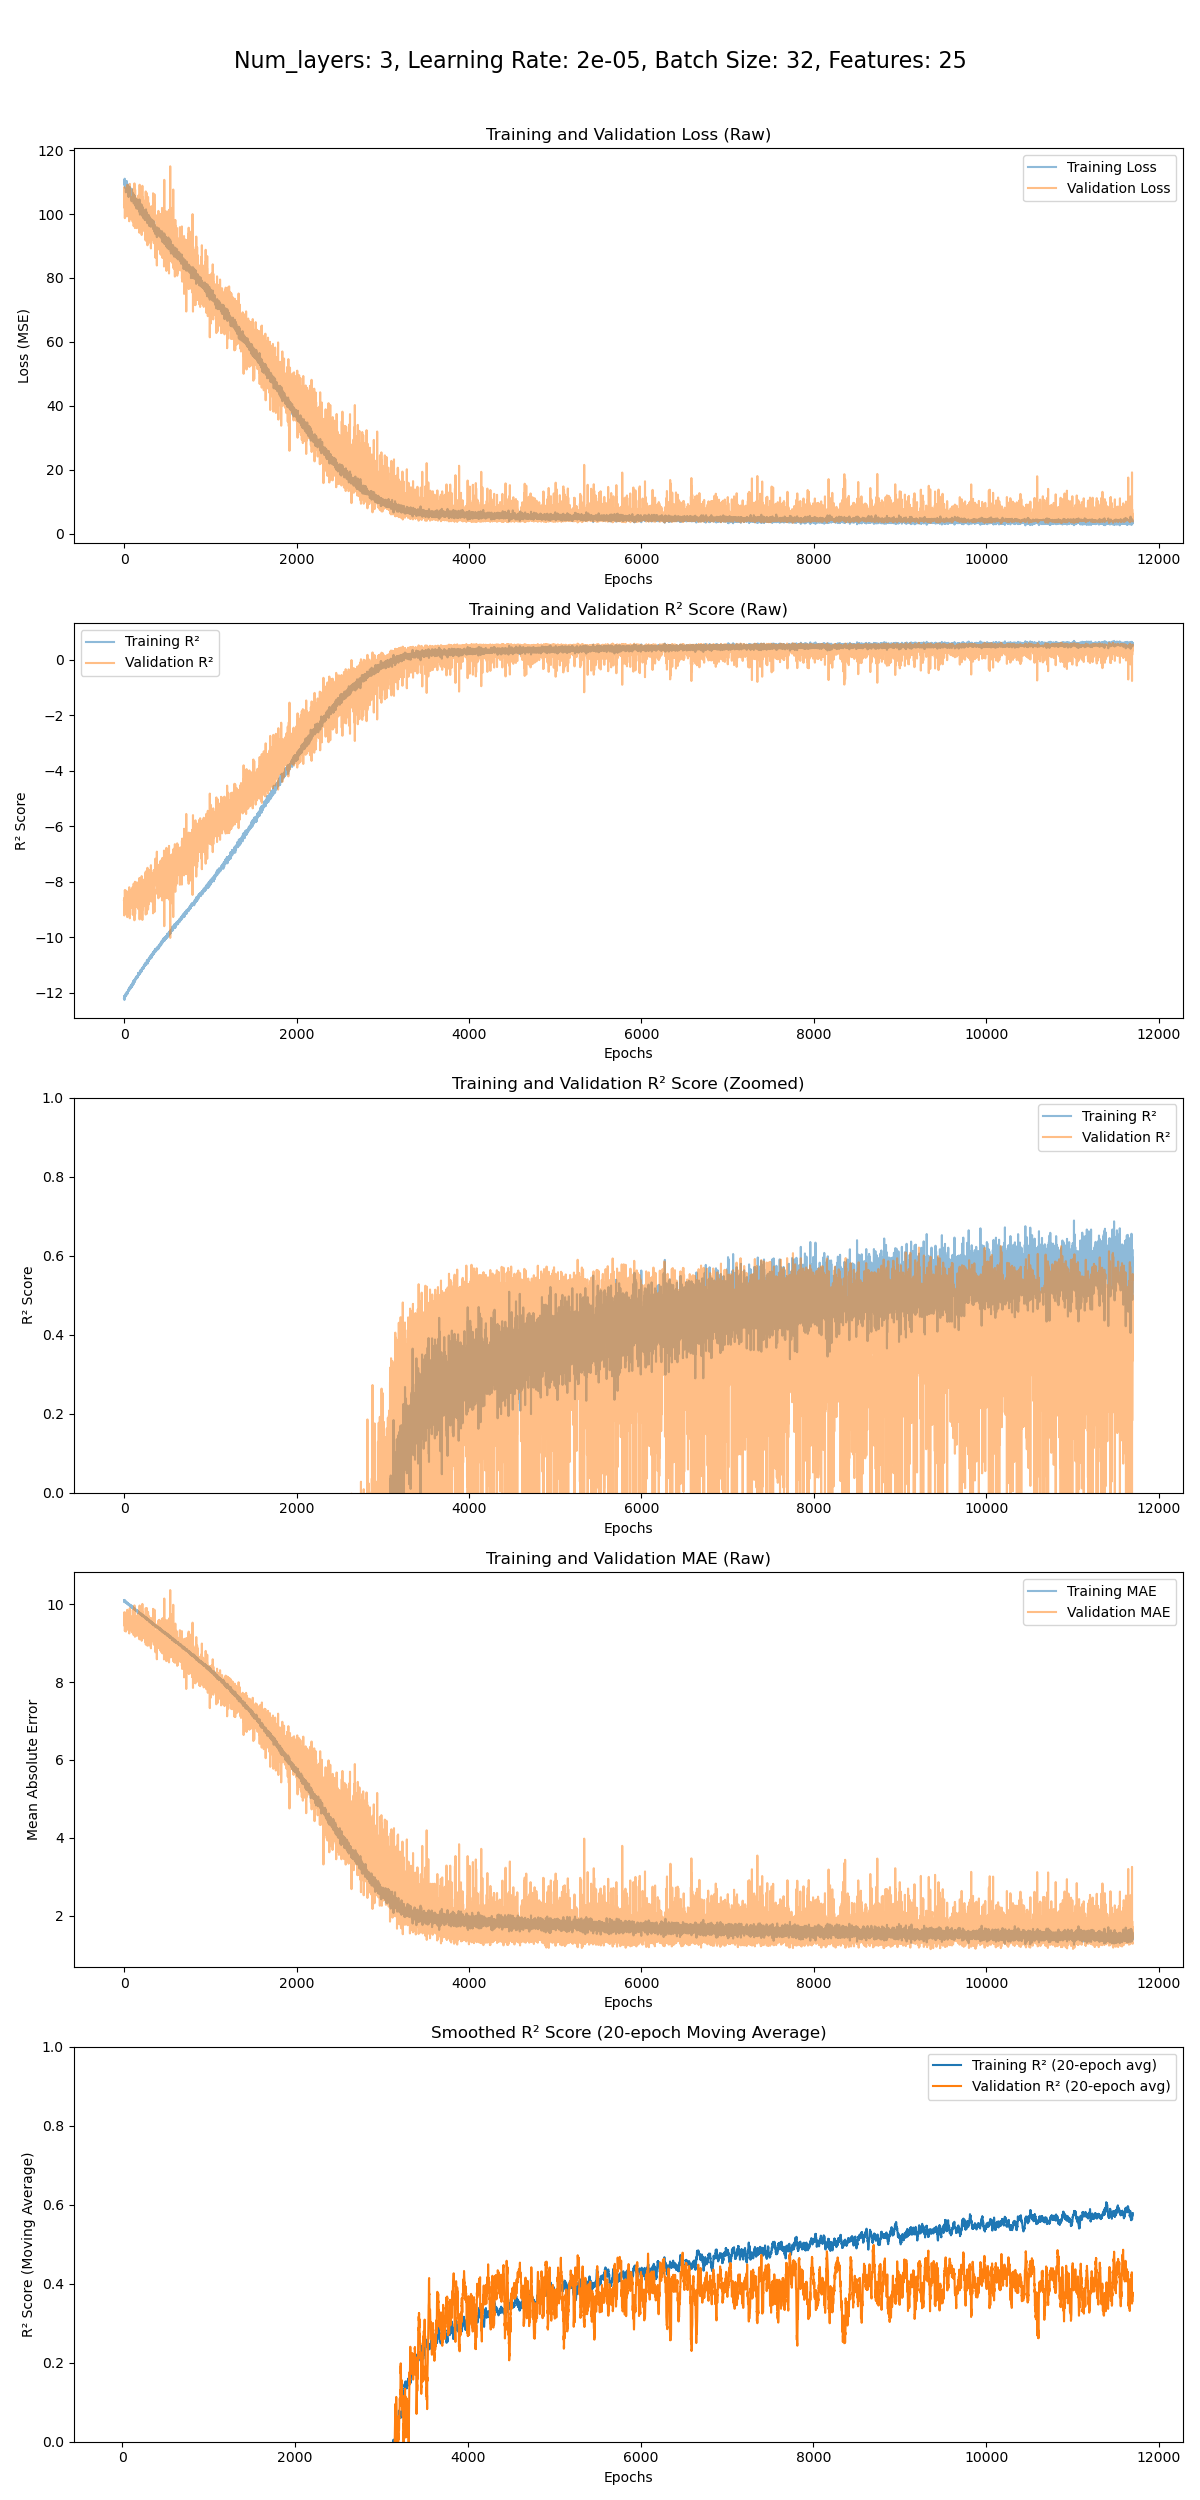 Num_layers: 3, Learning Rate: 2e-05, Batch Size: 32, Features: 25
Training and Validation Loss (Raw)
Training Loss
Validation Loss
120
100
80
60
40
20
0
Loss (MSE)
0 2000 4000 6000 8000 10000 12000
Epochs
Training and Validation R² Score (Raw)
Training R²
Validation R²
0
−2
−4
−6
−8
−10
−12
R² Score
0 2000 4000 6000 8000 10000 12000
Epochs
Training and Validation R² Score (Zoomed)
Training R²
Validation R²
1.0
0.8
0.6
0.4
0.2
0.0
R² Score
0 2000 4000 6000 8000 10000 12000
Epochs
Training and Validation MAE (Raw)
Training MAE
Validation MAE
10
8
6
4
2
Mean Absolute Error
0 2000 4000 6000 8000 10000 12000
Epochs
Smoothed R² Score (20-epoch Moving Average)
Training R² (20-epoch avg)
Validation R² (20-epoch avg)
1.0
0.8
0.6
0.4
0.2
0.0
R² Score (Moving Average)
0 2000 4000 6000 8000 10000 12000
Epochs